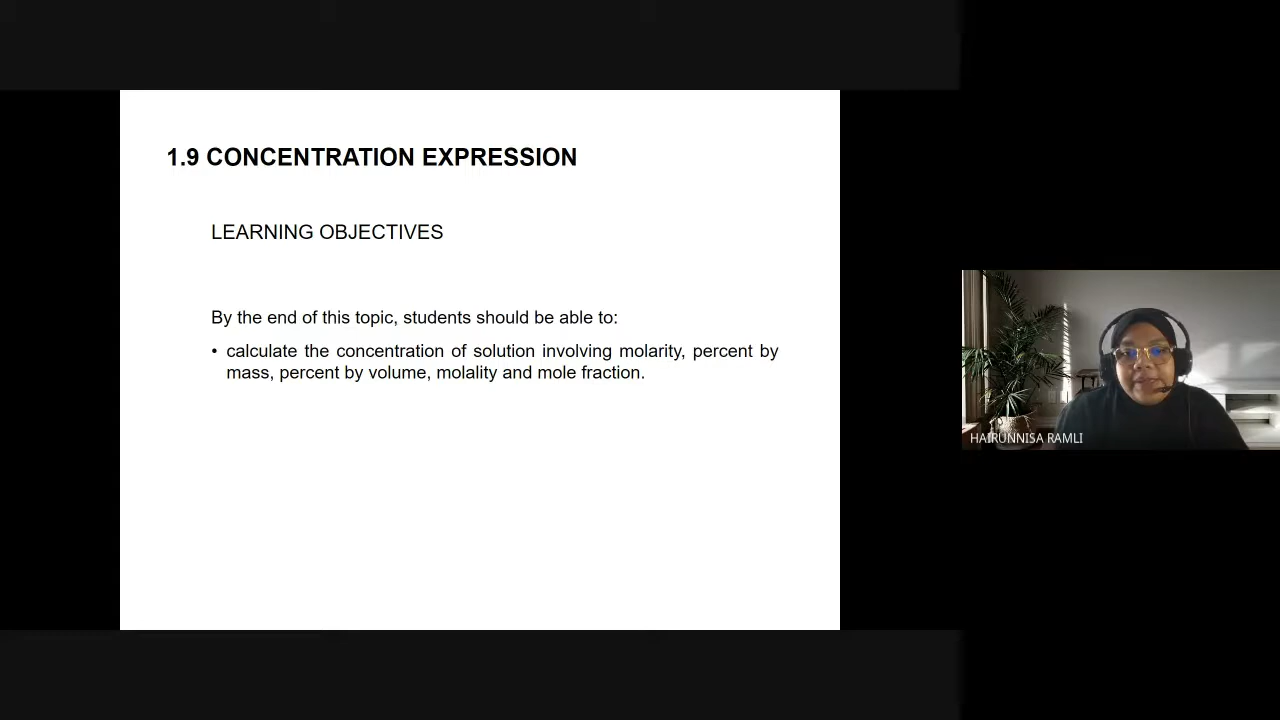 1.9 CONCENTRATION EXPRESSION
LEARNING OBJECTIVES
By the end of this topic, students should be able to:
• calculate the concentration of solution involving molarity, percent by
mass, percent by volume, molality and mole fraction.
HAIRUNNISA RAMLI